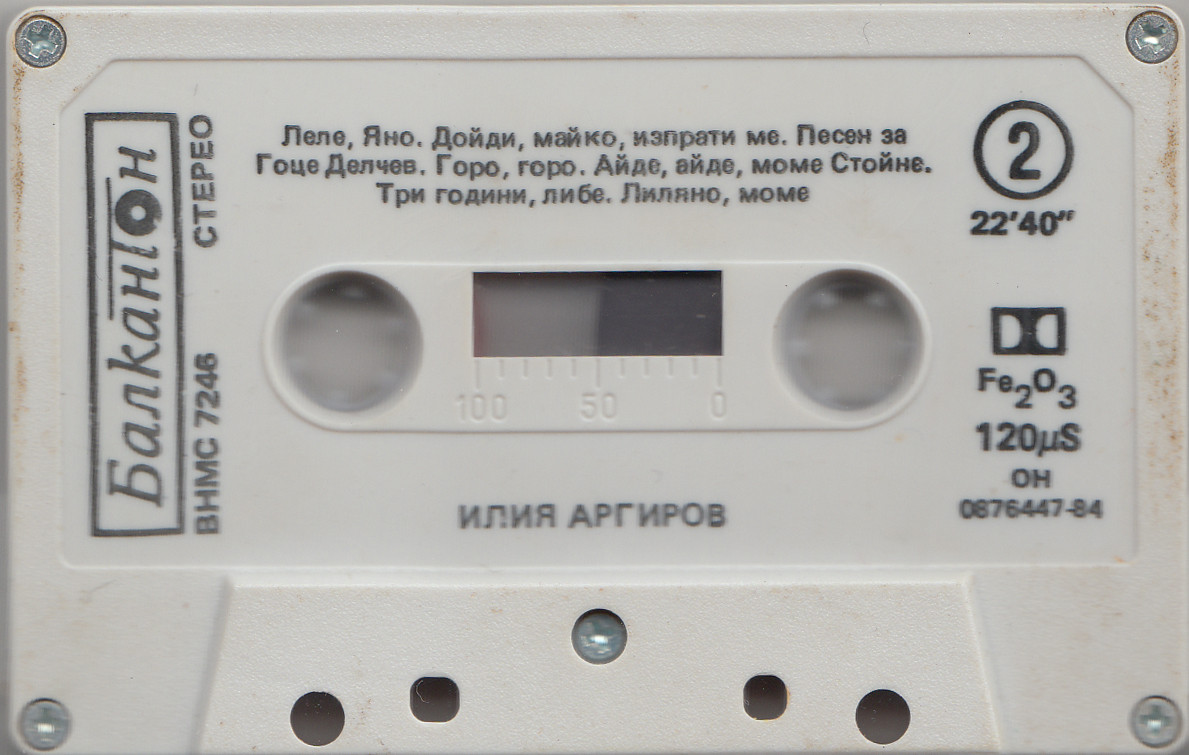 Леле, Яно. Дойди, майко, изпрати ме. Песен за
Гоце Делчев. Горо, горо. Айде, айде, моме Стойне.
Три години, либе. Лиляно, моме
2
22'40"
Балкантон
СТЕРЕО
ВНМС 7246
100 50 0
Fe₂O₃
120µS
ОН
0876447-84
ИЛИЯ АРГИРОВ